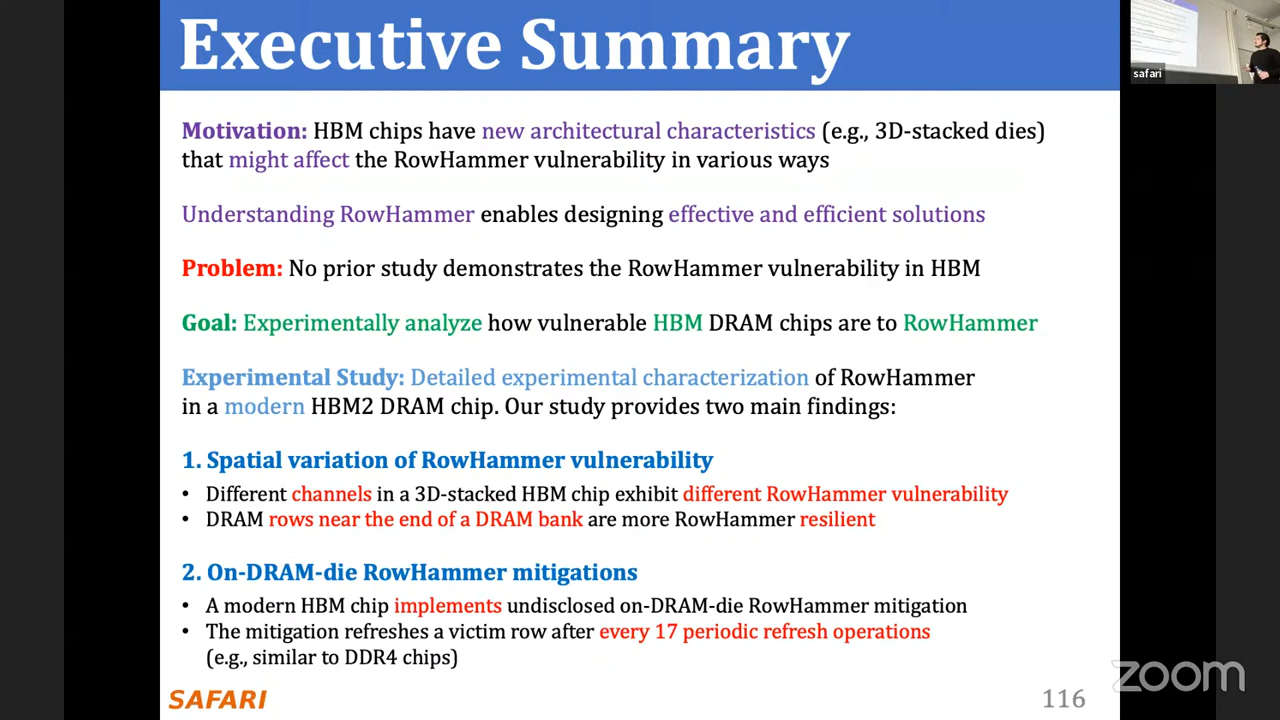 Executive Summary
safari
Motivation: HBM chips have new architectural characteristics (e.g., 3D-stacked dies)
that might affect the RowHammer vulnerability in various ways
Understanding RowHammer enables designing effective and efficient solutions
Problem: No prior study demonstrates the RowHammer vulnerability in HBM
Goal: Experimentally analyze how vulnerable HBM DRAM chips are to RowHammer
Experimental Study: Detailed experimental characterization of RowHammer
in a modern HBM2 DRAM chip. Our study provides two main findings:
1. Spatial variation of RowHammer vulnerability
• Different channels in a 3D-stacked HBM chip exhibit different RowHammer vulnerability
• DRAM rows near the end of a DRAM bank are more RowHammer resilient
2. On-DRAM-die RowHammer mitigations
• A modern HBM chip implements undisclosed on-DRAM-die RowHammer mitigation
• The mitigation refreshes a victim row after every 17 periodic refresh operations
(e.g., similar to DDR4 chips)
SAFARI
116
zoom